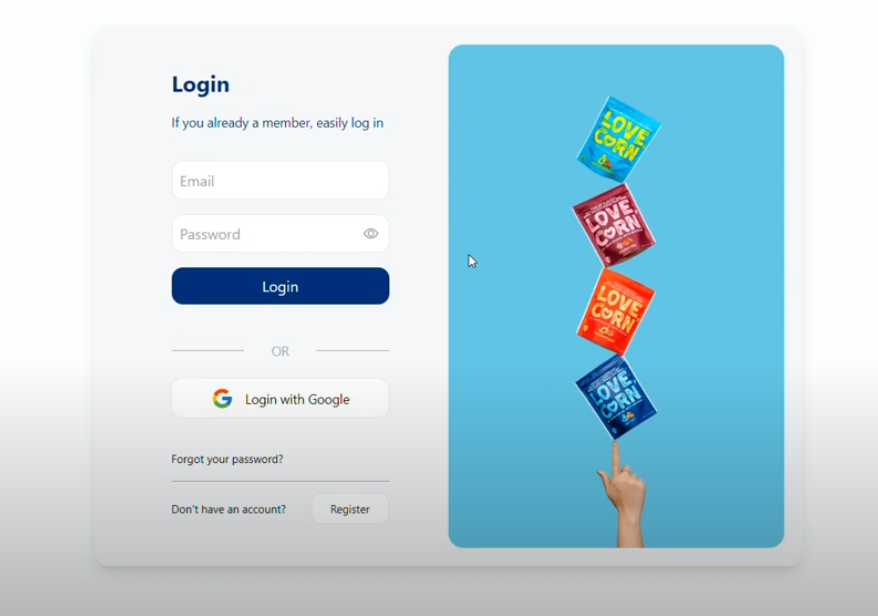 Login
If you already a member, easily log in
Email
Password
Login
OR
Login with Google
Forgot your password?
Don't have an account?
Register
LOVE
CORN
LOVE,
CORN
LOVE,
CORN
LOVE,
CORN